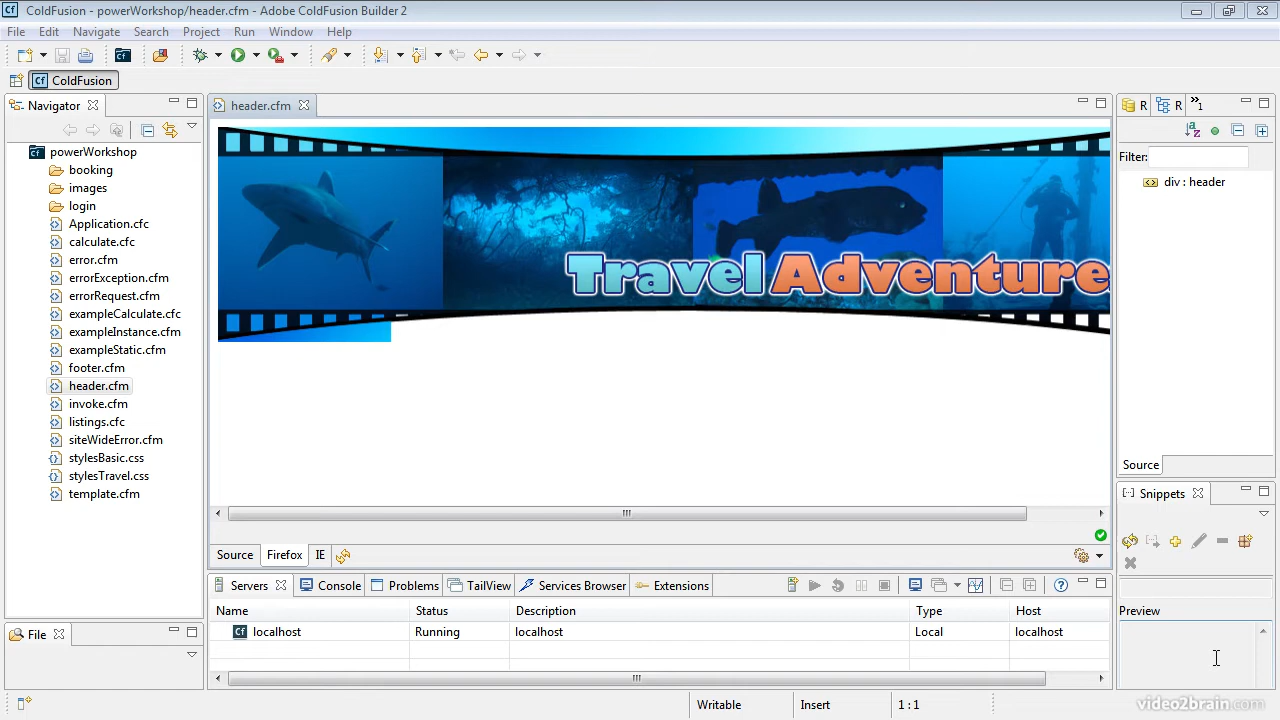 ColdFusion - powerWorkshop/header.cfm - Adobe ColdFusion Builder 2
File Edit Navigate Search Project Run Window Help
Cf ColdFusion
Navigator
powerWorkshop
booking
images
login
Application.cfc
calculate.cfc
error.cfm
errorException.cfm
errorRequest.cfm
exampleCalculate.cfc
exampleInstance.cfm
exampleStatic.cfm
footer.cfm
header.cfm
invoke.cfm
listings.cfc
siteWideError.cfm
stylesBasic.css
stylesTravel.css
template.cfm
File
header.cfm
Travel Adventure
Source Firefox IE
Servers Console Problems TailView Services Browser Extensions
Name Status Description Type Host
localhost Running localhost Local localhost
R R »1
Filter:
div : header
Source
Snippets
Preview
Writable Insert 1 : 1
video2brain.com